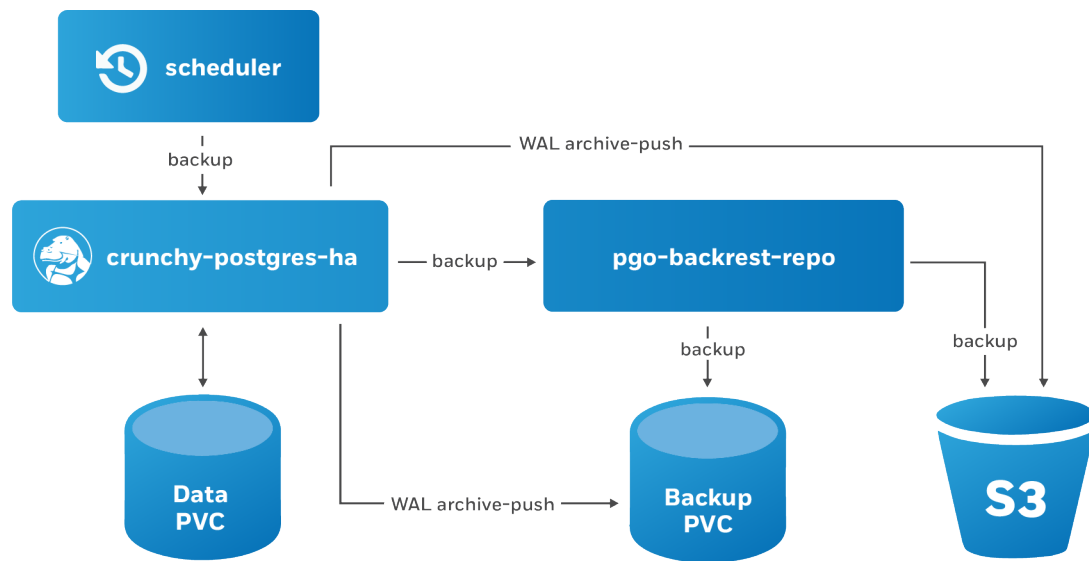 scheduler
WAL archive-push
backup
crunchy-postgres-ha
backup
pgo-backrest-repo
backup
backup
Data
PVC
WAL archive-push
Backup
PVC
S3